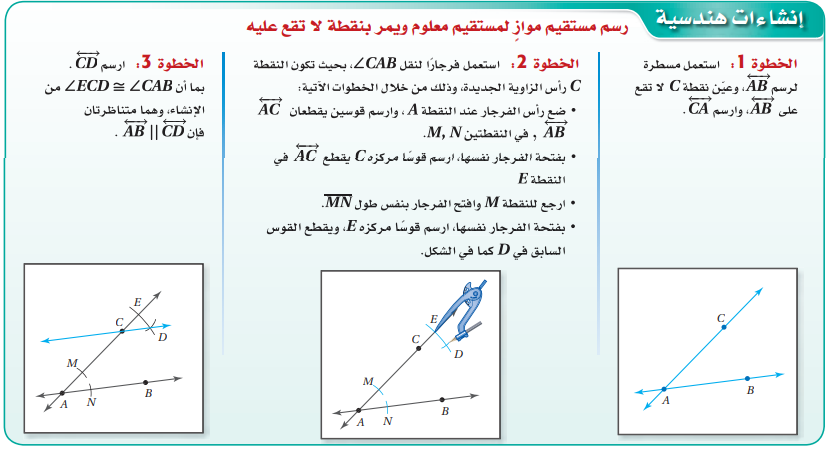 إنشاءات هندسية
رسم مستقيم موازٍ لمستقيم معلوم ويمر بنقطة لا تقع عليه
الخطوة 1: استعمل مسطرة
لرسم AB، وعيّن نقطة C لا تقع
على AB، وارسم CA.
الخطوة 2: استعمل فرجارًا لنقل ∠CAB، بحيث تكون النقطة
C رأس الزاوية الجديدة، وذلك من خلال الخطوات الآتية:
• ضع رأس الفرجار عند النقطة A ، وارسم قوسين يقطعان AC
, AB في النقطتين M, N.
• بفتحة الفرجار نفسها، ارسم قوسًا مركزه C يقطع AC في
النقطة E
• ارجع للنقطة M وافتح الفرجار بنفس طول MN.
• بفتحة الفرجار نفسها، ارسم قوسًا مركزه E، ويقطع القوس
السابق في D كما في الشكل.
الخطوة 3: ارسم CD .
بما أن ∠ECD ≅ ∠CAB من
الإنشاء، وهما متناظرتان
فإن AB || CD .
C
A
B
E
C
D
M
A
N
B
E
C
D
M
A
N
B